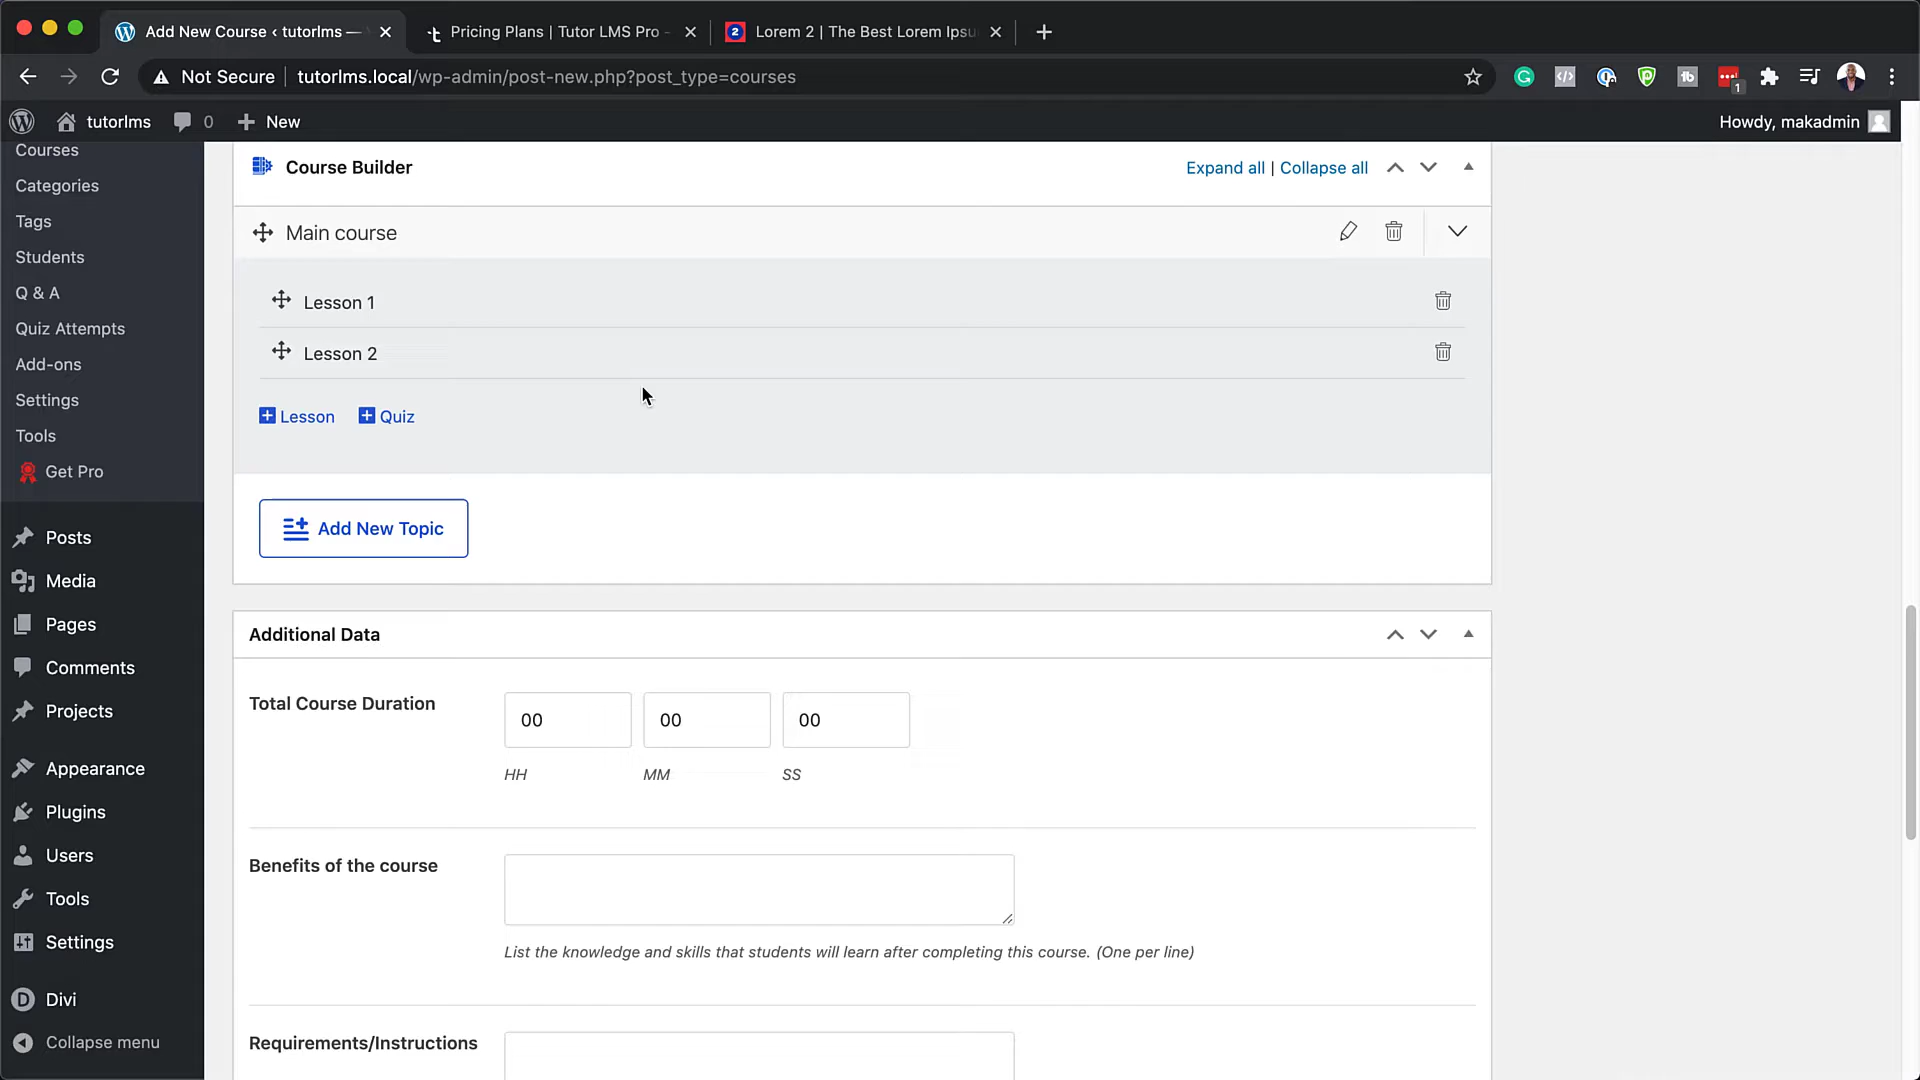 Add New Course ‹ tutorlms —
Pricing Plans | Tutor LMS Pro -
2
Lorem 2 | The Best Lorem Ipsu
Not Secure
tutorlms.local/wp-admin/post-new.php?post_type=courses
1
tutorlms
0
New
Howdy, makadmin
Courses
Categories
Tags
Students
Q & A
Quiz Attempts
Add-ons
Settings
Tools
Get Pro
Posts
Media
Pages
Comments
Projects
Appearance
Plugins
Users
Tools
Settings
Divi
Collapse menu
Course Builder
Expand all | Collapse all
Main course
Lesson 1
Lesson 2
Lesson
Quiz
Add New Topic
Additional Data
Total Course Duration
00 00 00
HH MM SS
Benefits of the course
List the knowledge and skills that students will learn after completing this course. (One per line)
Requirements/Instructions